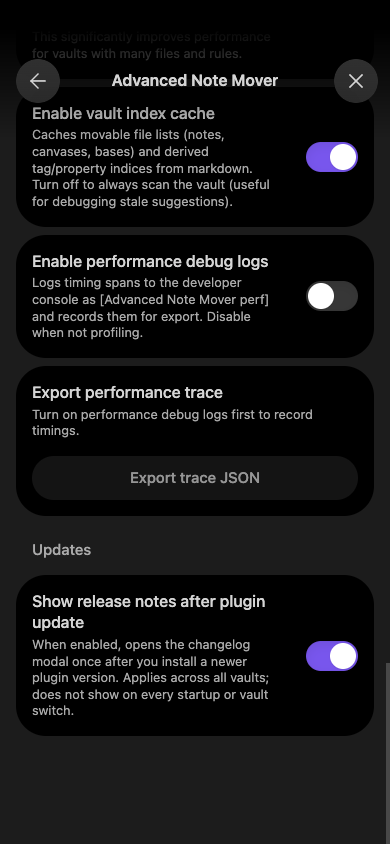 This significantly improves performance
for vaults with many files and rules.
Advanced Note Mover
Enable vault index cache
Caches movable file lists (notes,
canvases, bases) and derived
tag/property indices from markdown.
Turn off to always scan the vault (useful
for debugging stale suggestions).
Enable performance debug logs
Logs timing spans to the developer
console as [Advanced Note Mover perf]
and records them for export. Disable
when not profiling.
Export performance trace
Turn on performance debug logs first to record
timings.
Export trace JSON
Updates
Show release notes after plugin
update
When enabled, opens the changelog
modal once after you install a newer
plugin version. Applies across all vaults;
does not show on every startup or vault
switch.